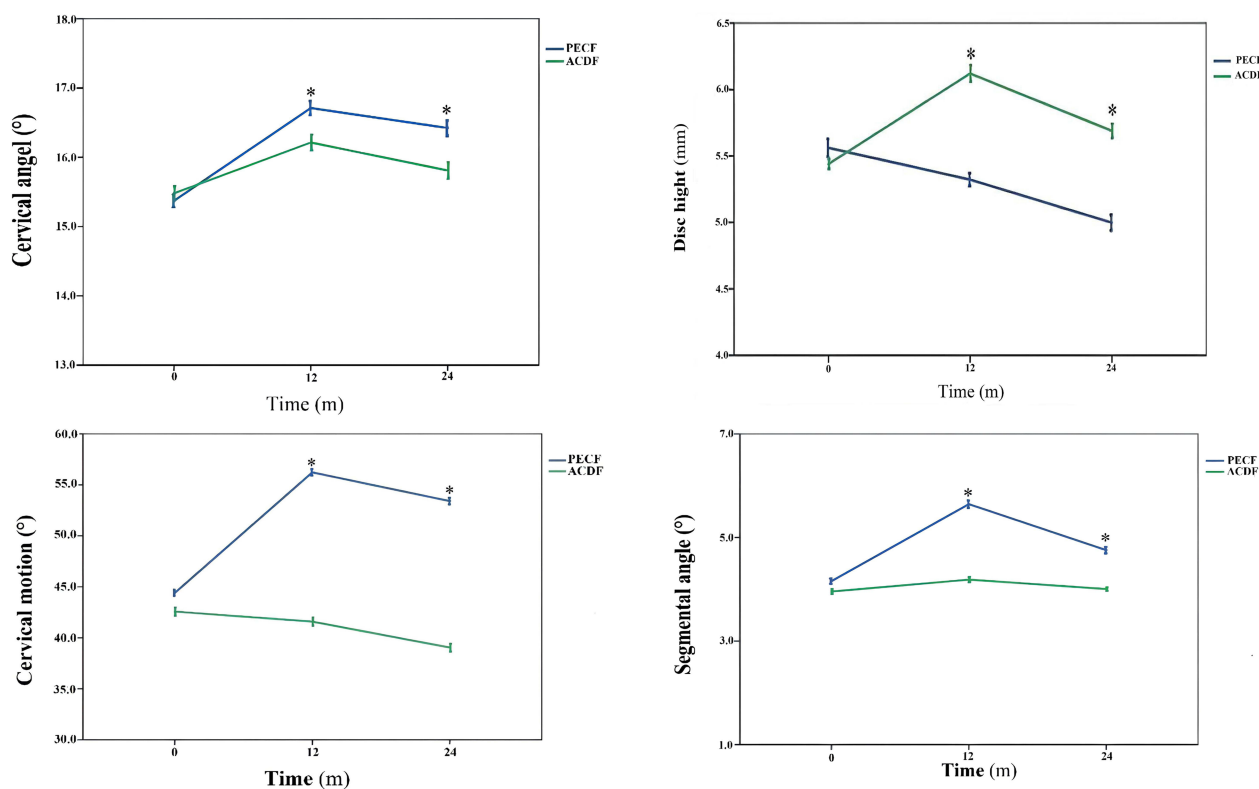 18.0
17.0
16.0
15.0
14.0
13.0
Cervical angel (°)
*
*
0
12
24
Time (m)
PECF
ACDF
6.5
6.0
5.5
5.0
4.5
4.0
Disc hight (mm)
*
*
0
12
24
Time (m)
PECF
ACDF
60.0
55.0
50.0
45.0
40.0
35.0
30.0
Cervical motion (°)
*
*
0
12
24
Time (m)
PECF
ACDF
7.0
5.0
3.0
1.0
Segmental angle (°)
*
*
0
12
24
Time (m)
PECF
ACDF